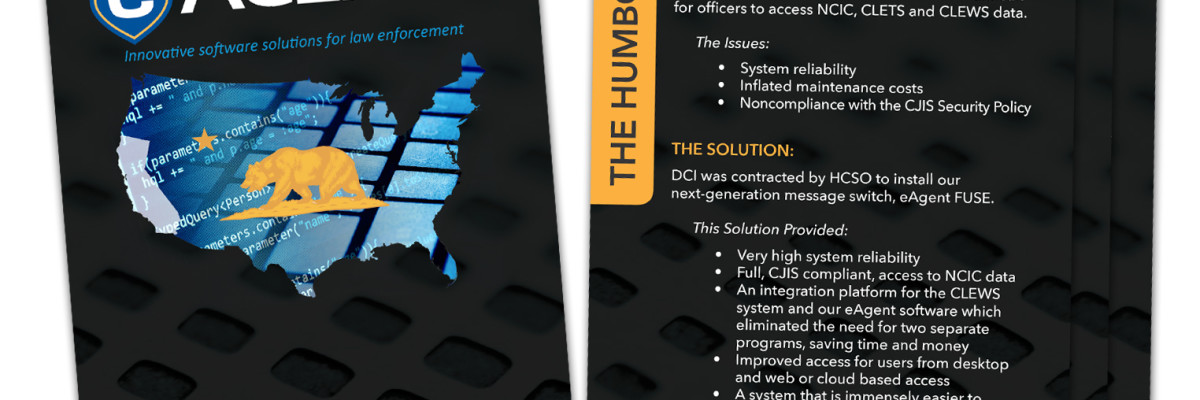 Innovative software solutions for law enforcement
THE HUMBO
for officers to access NCIC, CLETS and CLEWS data.
The Issues:
• System reliability
• Inflated maintenance costs
• Noncompliance with the CJIS Security Policy
THE SOLUTION:
DCI was contracted by HCSO to install our
next-generation message switch, eAgent FUSE.
This Solution Provided:
• Very high system reliability
• Full, CJIS compliant, access to NCIC data
• An integration platform for the CLEWS
system and our eAgent software which
eliminated the need for two separate
programs, saving time and money
• Improved access for users from desktop
and web or cloud based access
• A system that is immensely easier to